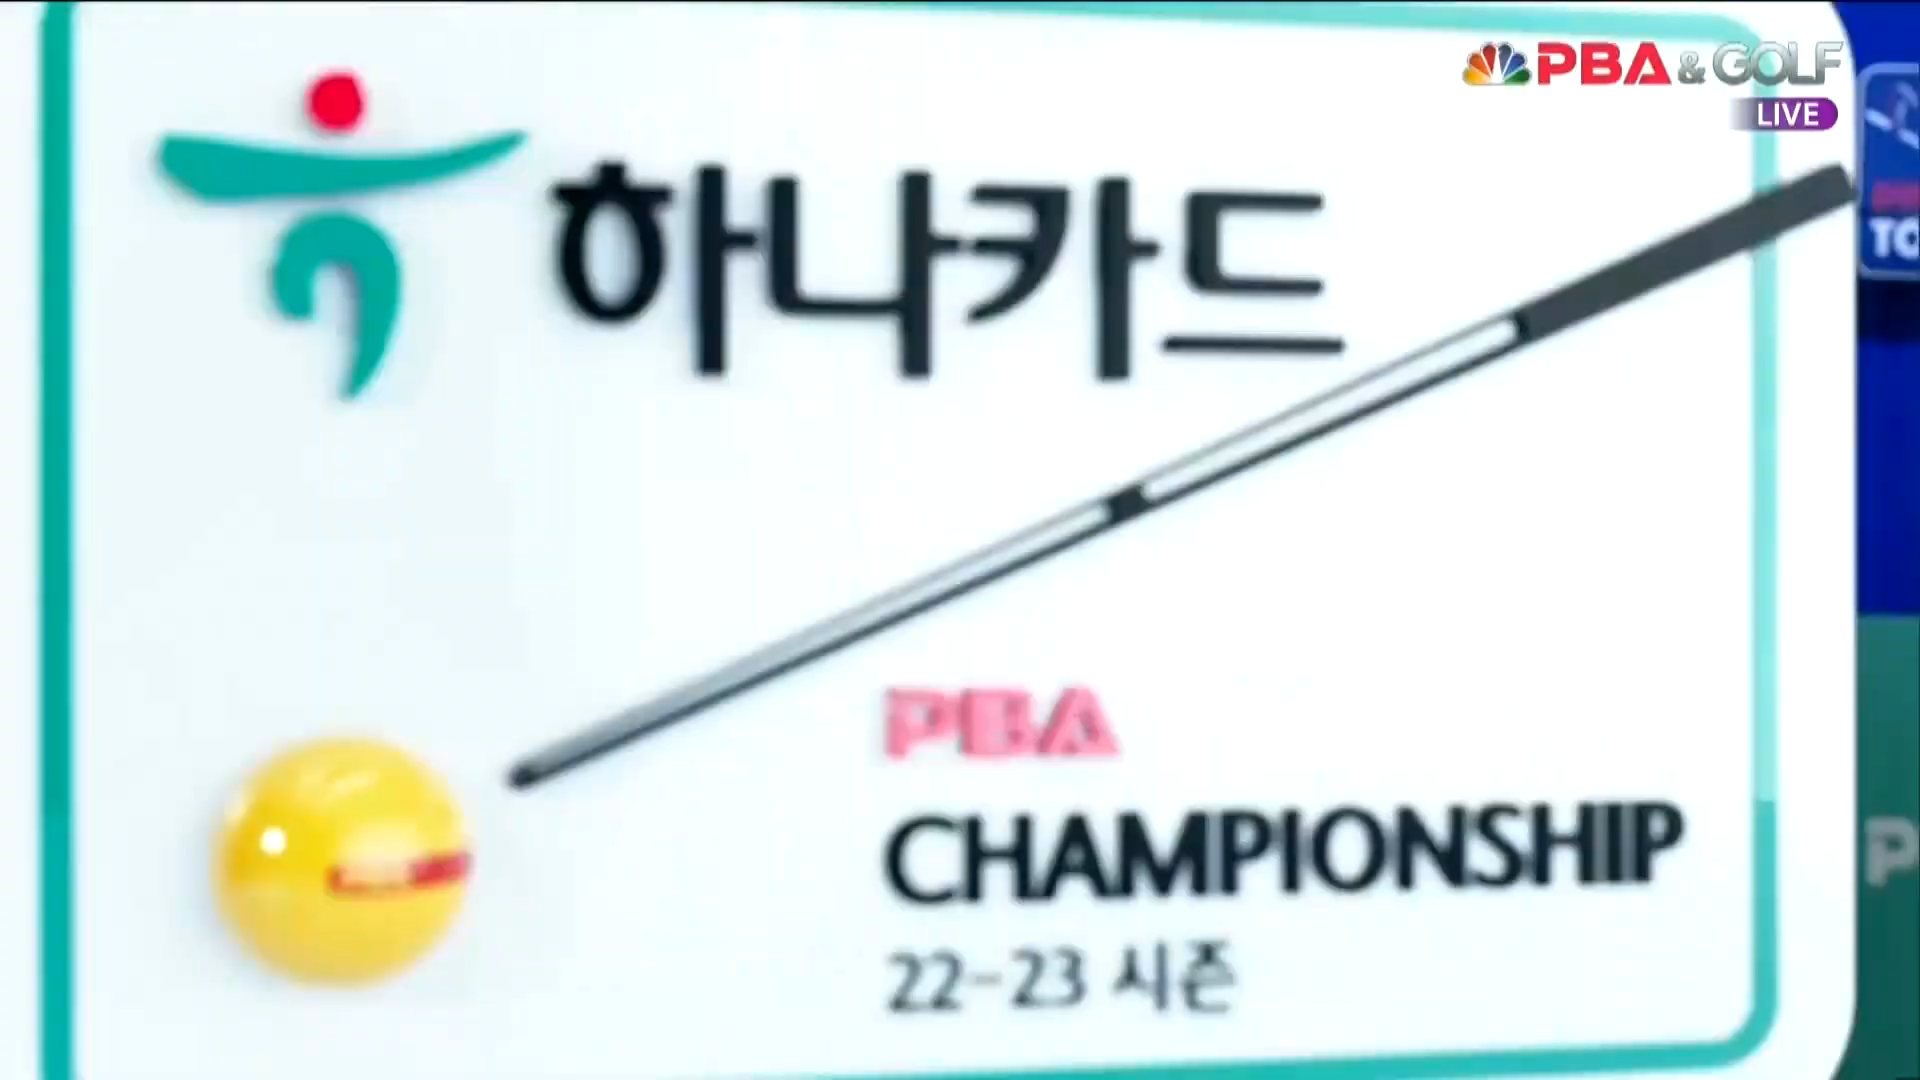 PBA & GOLF
LIVE
하나카드
PBA
CHAMPIONSHIP
22-23 시즌